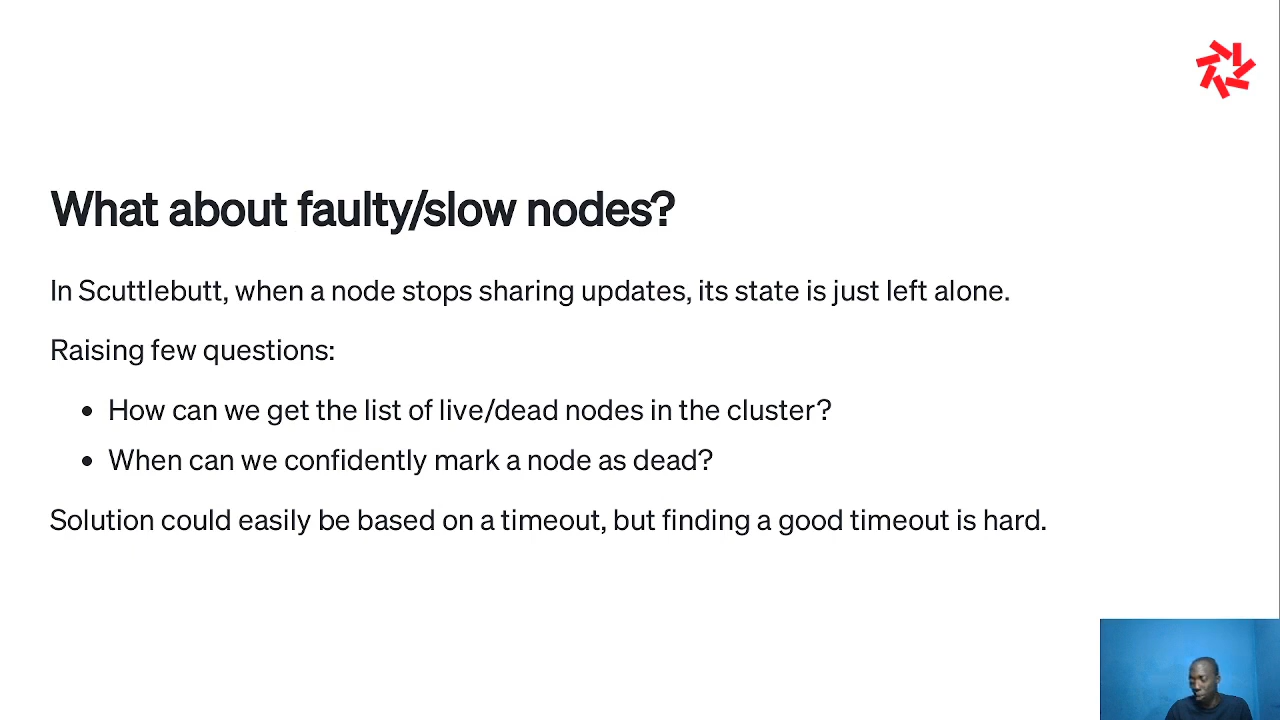 What about faulty/slow nodes?
In Scuttlebutt, when a node stops sharing updates, its state is just left alone.
Raising few questions:
• How can we get the list of live/dead nodes in the cluster?
• When can we confidently mark a node as dead?
Solution could easily be based on a timeout, but finding a good timeout is hard.